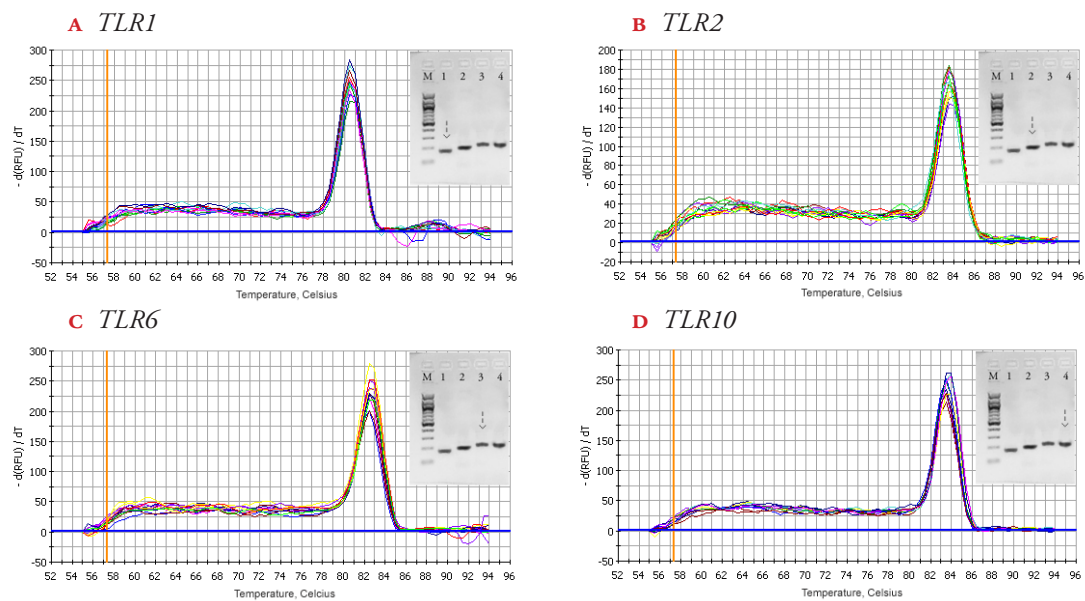 A TLR1
- d(RFU) / dT
300
250
200
150
100
50
0
-50
M 1 2 3 4
52 54 56 58 60 62 64 66 68 70 72 74 76 78 80 82 84 86 88 90 92 94 96
Temperature, Celsius
B TLR2
- d(RFU) / dT
200
180
160
140
120
100
80
60
40
20
0
-20
M 1 2 3 4
52 54 56 58 60 62 64 66 68 70 72 74 76 78 80 82 84 86 88 90 92 94 96
Temperature, Celsius
C TLR6
- d(RFU) / dT
300
250
200
150
100
50
0
-50
M 1 2 3 4
52 54 56 58 60 62 64 66 68 70 72 74 76 78 80 82 84 86 88 90 92 94 96
Temperature, Celcius
D TLR10
- d(RFU) / dT
300
250
200
150
100
50
0
-50
M 1 2 3 4
52 54 56 58 60 62 64 66 68 70 72 74 76 78 80 82 84 86 88 90 92 94 96
Temperature, Celsius